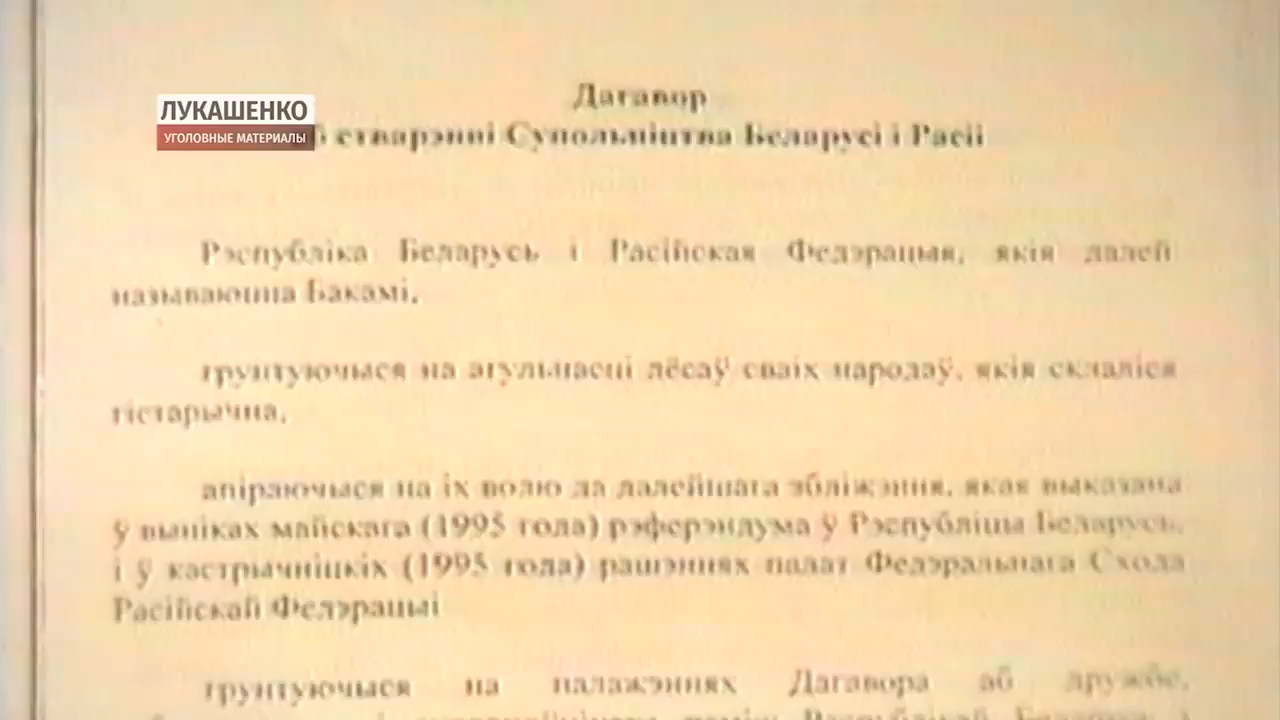 ЛУКАШЕНКО
УГОЛОВНЫЕ МАТЕРИАЛЫ
Дагавор
б стварэнні Супольніцтва Беларусі і Расіі
Рэспубліка Беларусь і Расійская Федэрацыя, якія далей
называюцца Бакамі,
грунтуючыся на агульнасці лёсаў сваіх народаў, якія склаліся
гістарычна,
апіраючыся на іх волю да далейшага збліжэння, якая выказана
ў выніках майскага (1995 года) рэферэндума ў Рэспубліцы Беларусь,
і ў кастрычніцкіх (1995 года) рашэннях палат Федэральнага Схода
Расійскай Федэрацыі
грунтуючыся на палажэннях Дагавора аб дружбе,